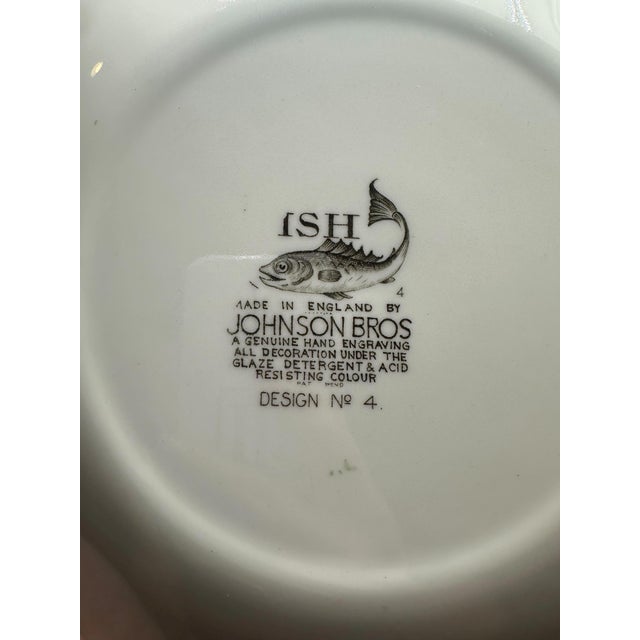 ISH
4
MADE IN ENGLAND BY
JOHNSON BROS
A GENUINE HAND ENGRAVING
ALL DECORATION UNDER THE
GLAZE DETERGENT & ACID
RESISTING COLOUR
DESIGN Nº 4.